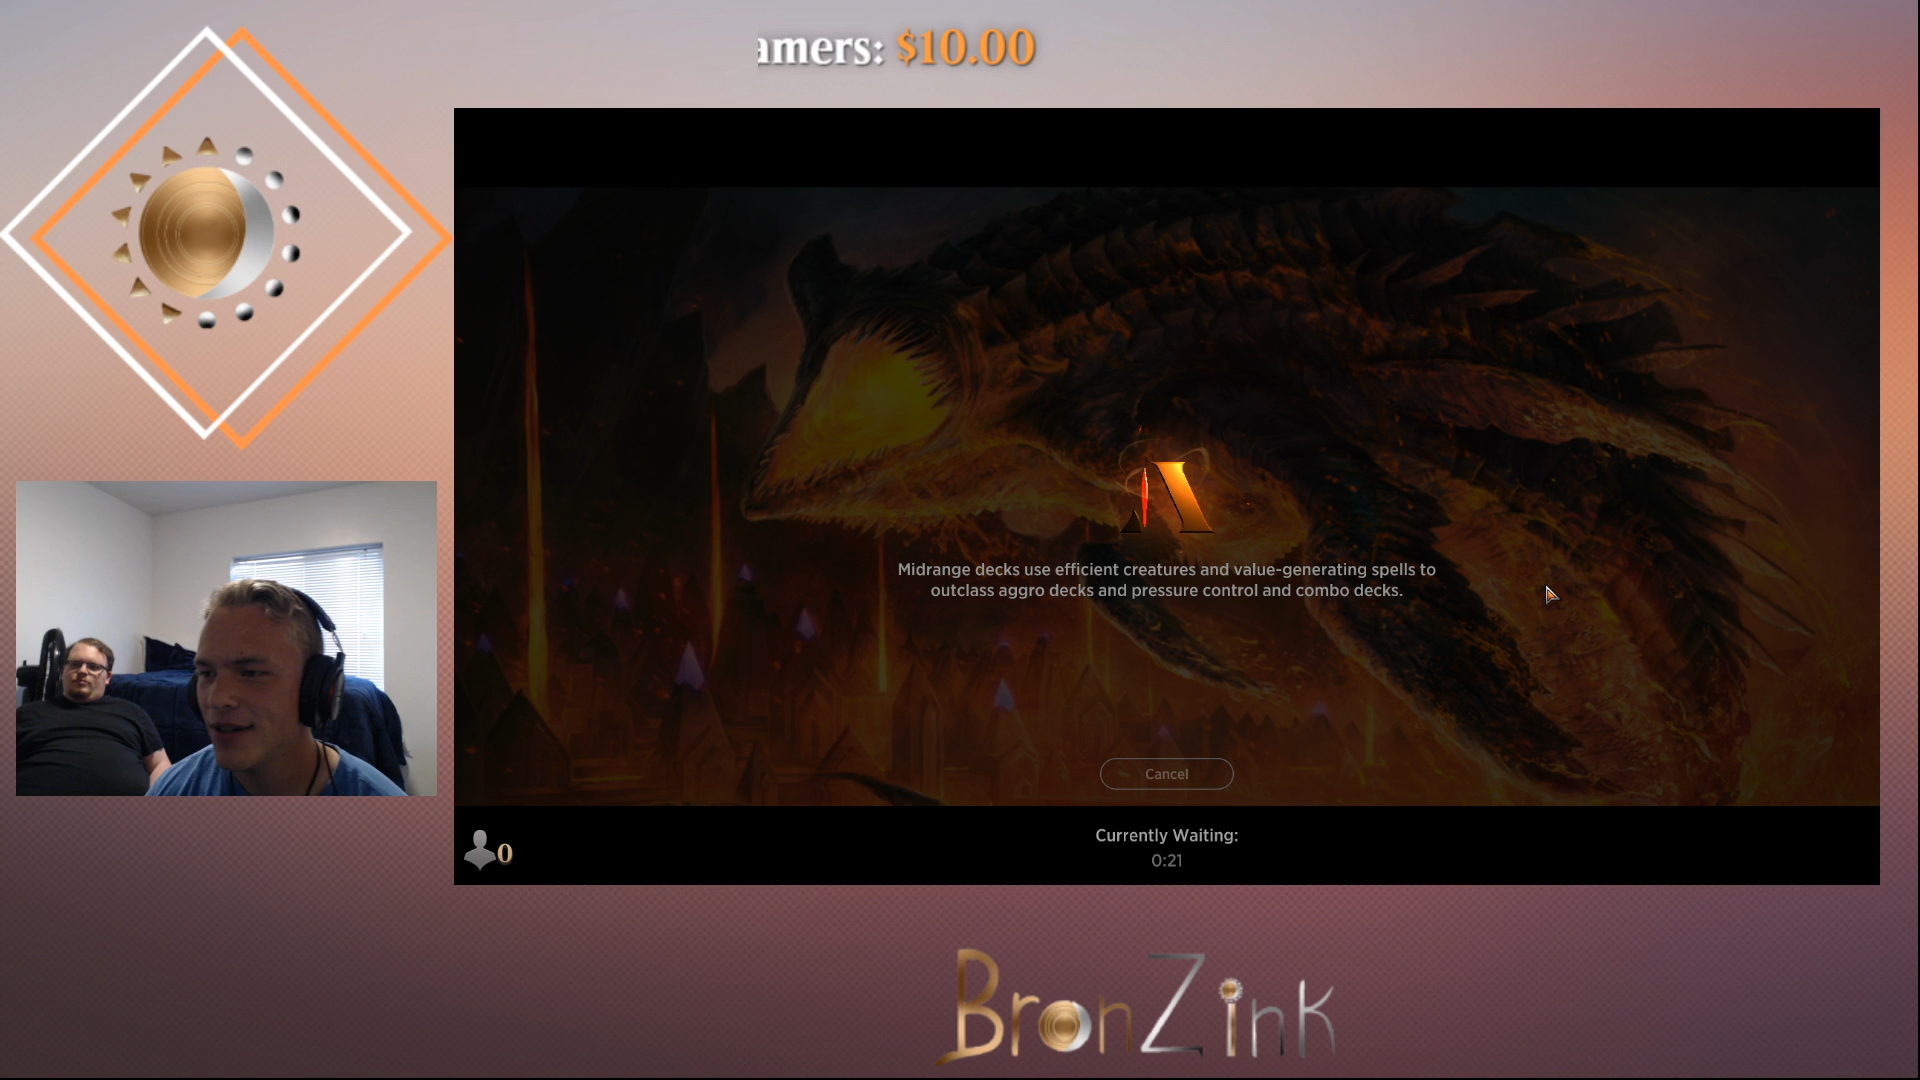 amers: $10.00
Midrange decks use efficient creatures and value-generating spells to
outclass aggro decks and pressure control and combo decks.
Cancel
0
Currently Waiting:
0:21
BronZink